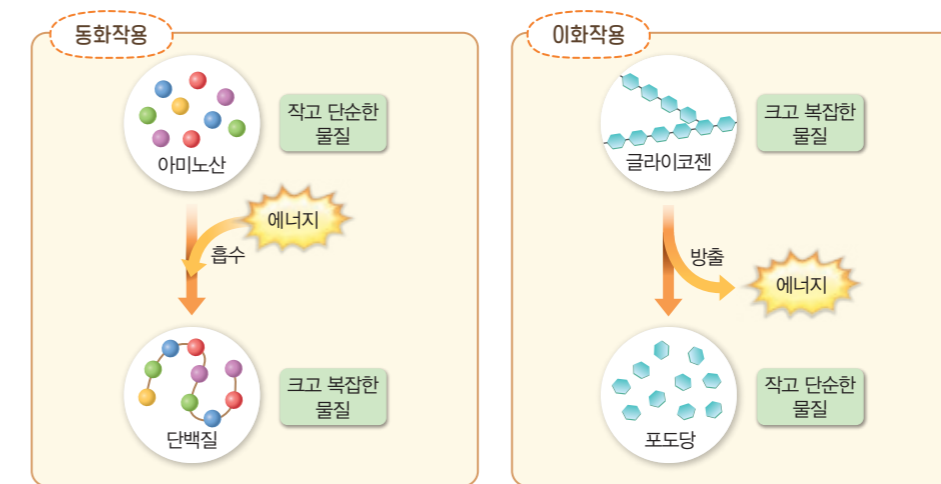 동화작용
아미노산
작고 단순한
물질
에너지
흡수
단백질
크고 복잡한
물질
이화작용
글라이코젠
크고 복잡한
물질
방출
에너지
포도당
작고 단순한
물질